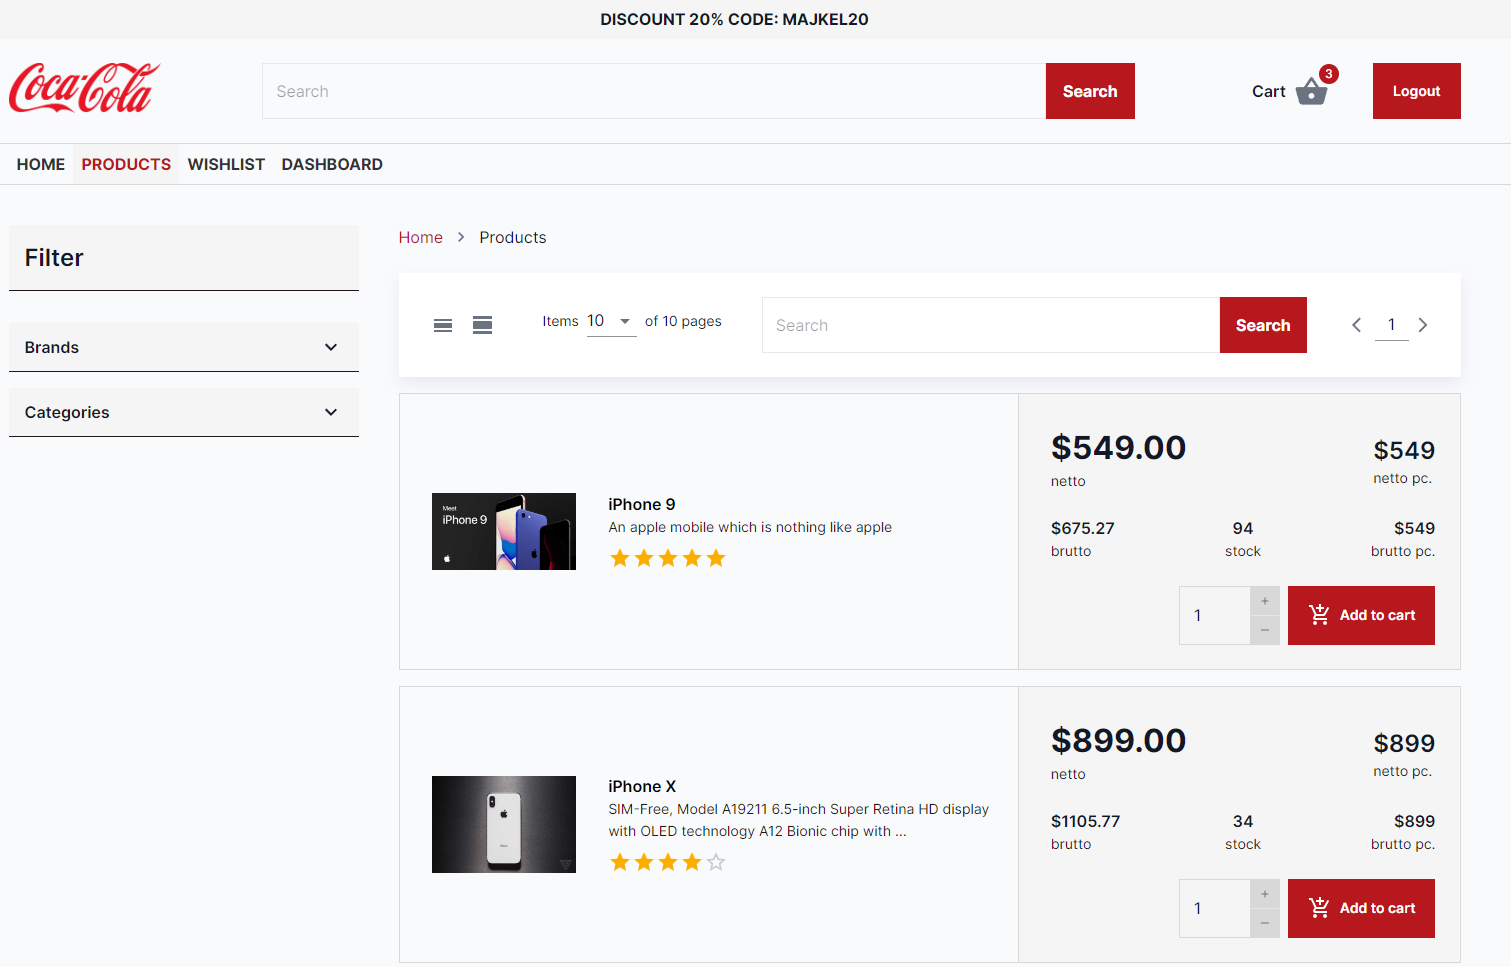 DISCOUNT 20% CODE: MAJKEL20
Coca-Cola
Search
Search
Cart
3
Logout
HOME PRODUCTS WISHLIST DASHBOARD
Filter
Brands
Categories
Home > Products
Items 10 of 10 pages
Search
Search
1
Meet
iPhone 9
iPhone 9
An apple mobile which is nothing like apple
$549.00
netto
$549
netto pc.
$675.27
brutto
94
stock
$549
brutto pc.
1
+
−
Add to cart
iPhone X
SIM-Free, Model A19211 6.5-inch Super Retina HD display
with OLED technology A12 Bionic chip with ...
$899.00
netto
$899
netto pc.
$1105.77
brutto
34
stock
$899
brutto pc.
1
+
−
Add to cart